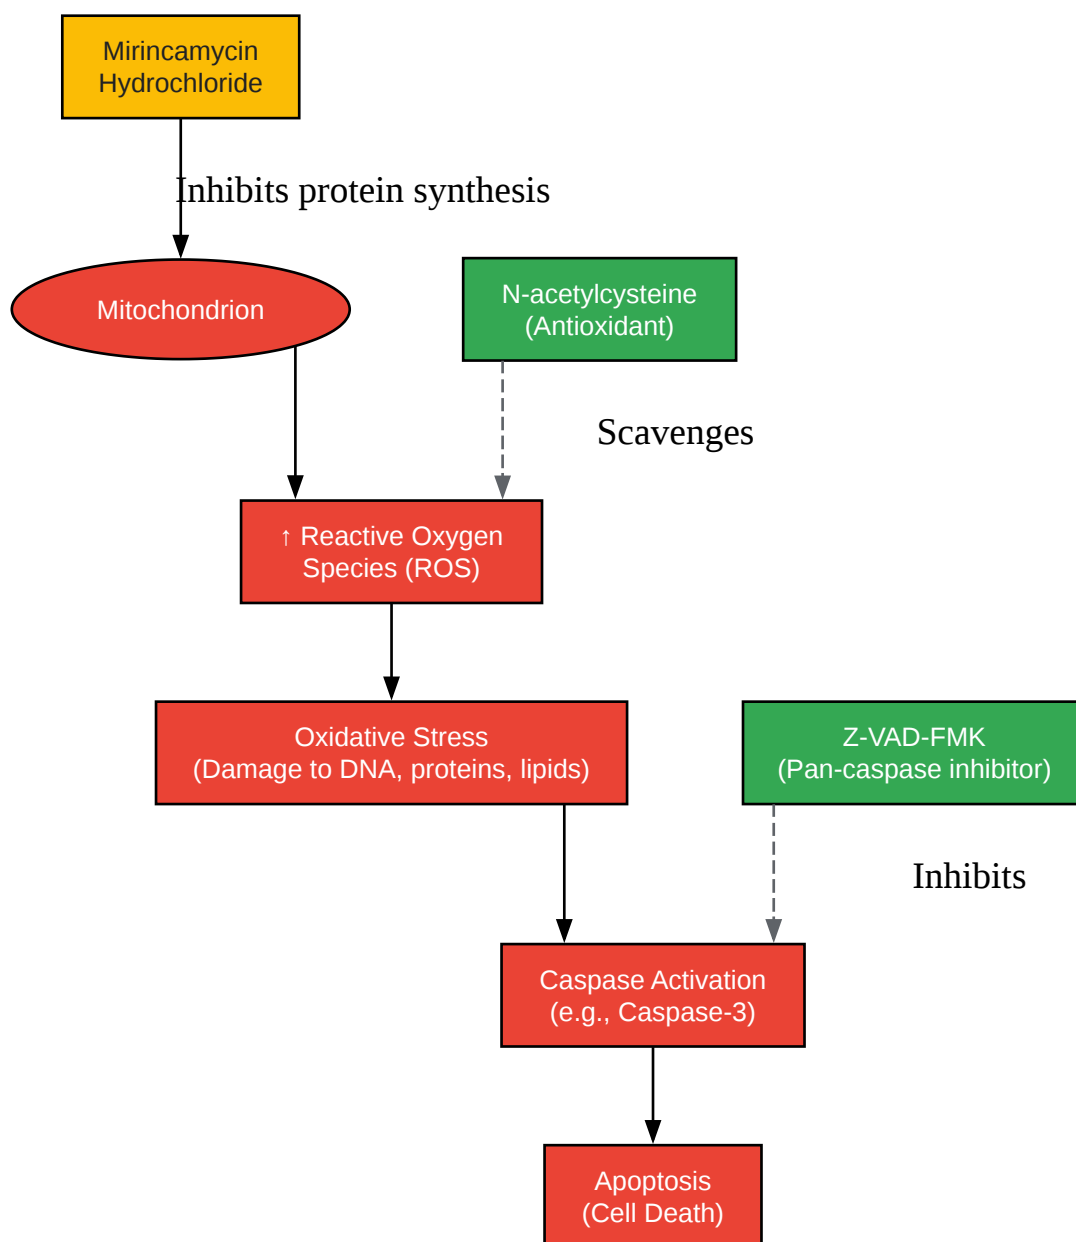 Mirincamycin
Hydrochloride
Inhibits protein synthesis
Mitochondrion
N-acetylcysteine
(Antioxidant)
Scavenges
↑ Reactive Oxygen
Species (ROS)
Oxidative Stress
(Damage to DNA, proteins, lipids)
Z-VAD-FMK
(Pan-caspase inhibitor)
Inhibits
Caspase Activation
(e.g., Caspase-3)
Apoptosis
(Cell Death)